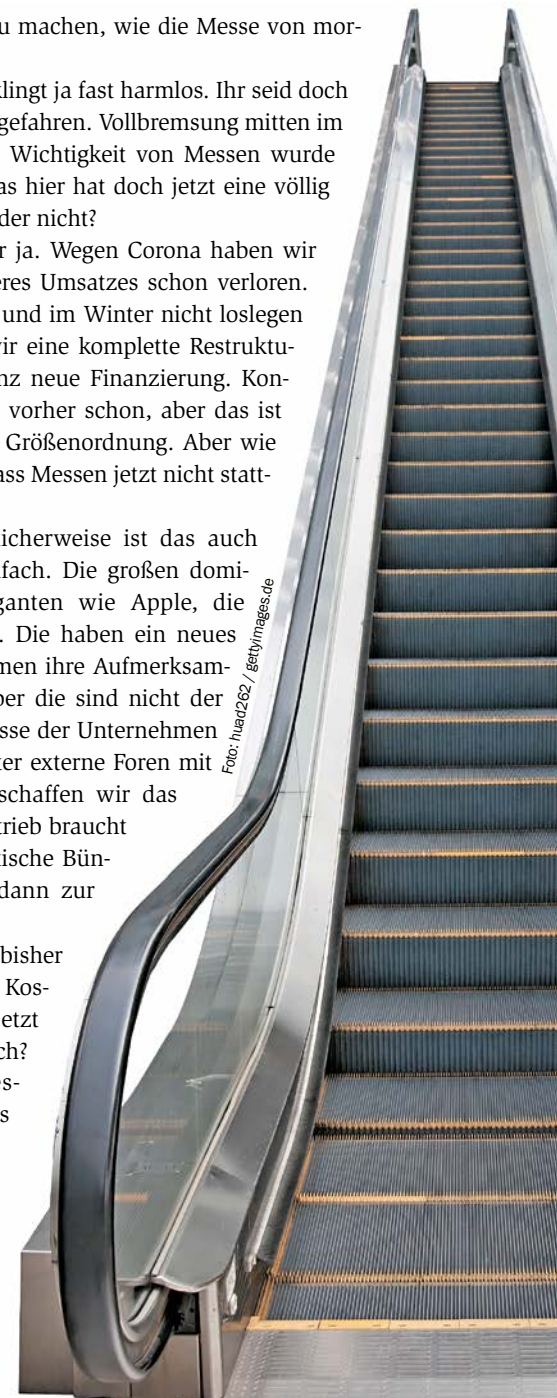 u machen, wie die Messe von mor-
klingt ja fast harmlos. Ihr seid doch
gefahren. Vollbremsung mitten im
Wichtigkeit von Messen wurde
as hier hat doch jetzt eine völlig
der nicht?
r ja. Wegen Corona haben wir
eres Umsatzes schon verloren.
und im Winter nicht loslegen
wir eine komplette Restruktu-
nz neue Finanzierung. Kon-
vorher schon, aber das ist
Größenordnung. Aber wie
ass Messen jetzt nicht statt-
licherweise ist das auch
nfach. Die großen domi-
ganten wie Apple, die
. Die haben ein neues
men ihre Aufmerksam-
ber die sind nicht der
sse der Unternehmen
ter externe Foren mit
schaffen wir das
trieb braucht
tische Bün-
dann zur
bisher
Kos-
etzt
ch?
es-
s
Foto: huad262 / gettyimages.de